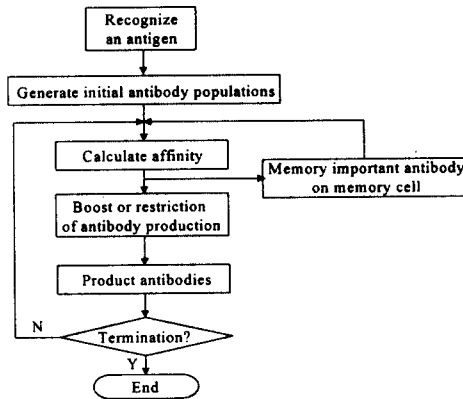 Recognize
an antigen
Generate initial antibody populations
Calculate affinity
Memory important antibody
on memory cell
Boost or restriction
of antibody production
Product antibodies
N
Termination?
Y
End